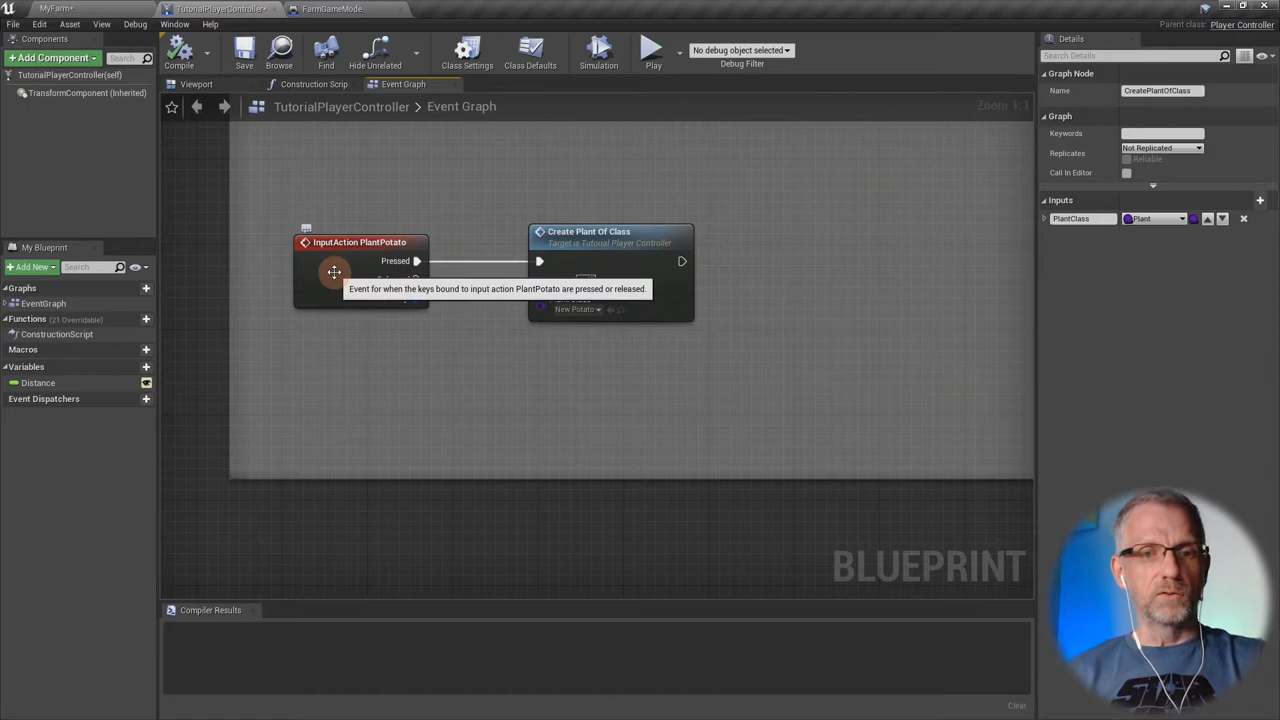 MyFarm*
TutorialPlayerController*
FarmGameMode
File
Edit
Asset
View
Debug
Window
Help
Parent class: Player Controller
Components
+Add Component
Search
TutorialPlayerController(self)
TransformComponent (Inherited)
My Blueprint
+Add New
Search
Graphs
EventGraph
Functions (21 Overridable)
ConstructionScript
Macros
Variables
Distance
Event Dispatchers
Compile
Save
Browse
Find
Hide Unrelated
Class Settings
Class Defaults
Simulation
Play
No debug object selected
Debug Filter
Viewport
Construction Scrip
Event Graph
TutorialPlayerController > Event Graph
Zoom 1:1
InputAction PlantPotato
Pressed
Create Plant Of Class
Target is Tutorial Player Controller
Event for when the keys bound to input action PlantPotato are pressed or released.
New Potato
BLUEPRINT
Compiler Results
Clear
Details
Search Details
Graph Node
Name
CreatePlantOfClass
Graph
Keywords
Replicates
Not Replicated
Reliable
Call In Editor
Inputs
PlantClass
Plant